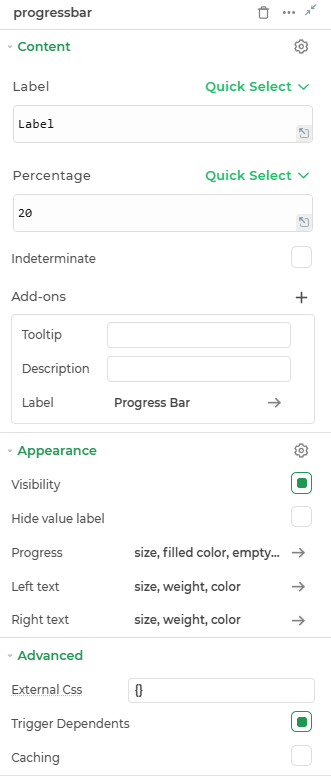 progressbar
Content
Label Quick Select
Label
Percentage Quick Select
20
Indeterminate
Add-ons
Tooltip
Description
Label Progress Bar
Appearance
Visibility
Hide value label
Progress size, filled color, empty...
Left text size, weight, color
Right text size, weight, color
Advanced
External Css {}
Trigger Dependents
Caching